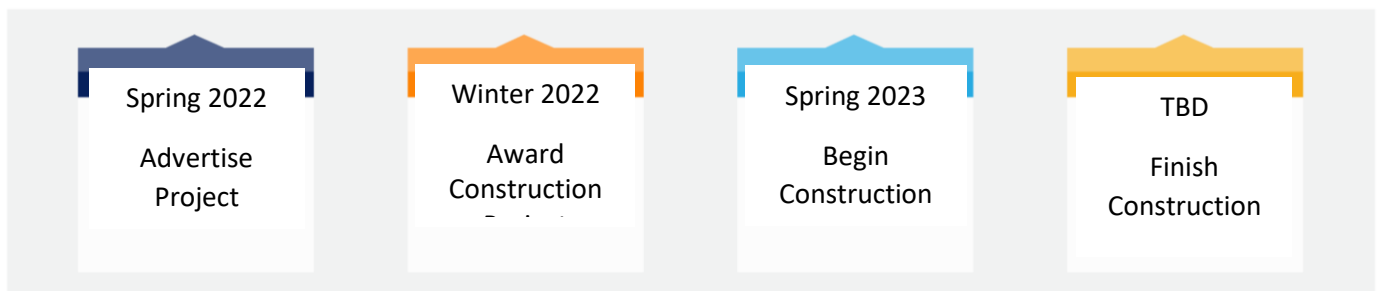 Spring 2022
Advertise
Project
Winter 2022
Award
Construction
Spring 2023
Begin
Construction
TBD
Finish
Construction